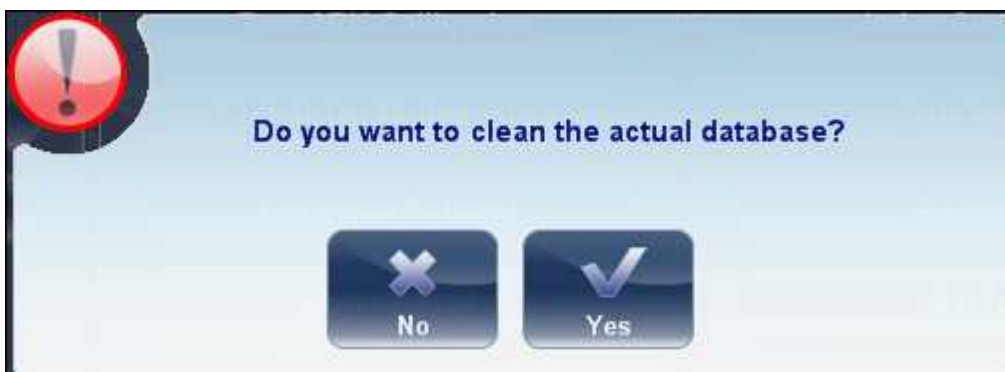 Do you want to clean the actual database?
No
Yes